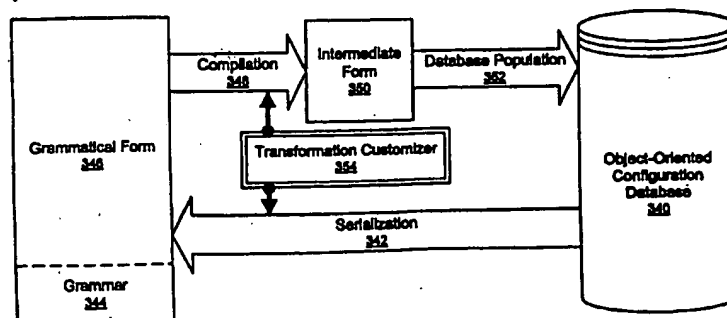 Compilation
348
Intermediate
Form
350
Database Population
352
Grammatical Form
346
Transformation Customizer
354
Object-Oriented
Configuration
Database
340
Serialization
342
Grammar
344